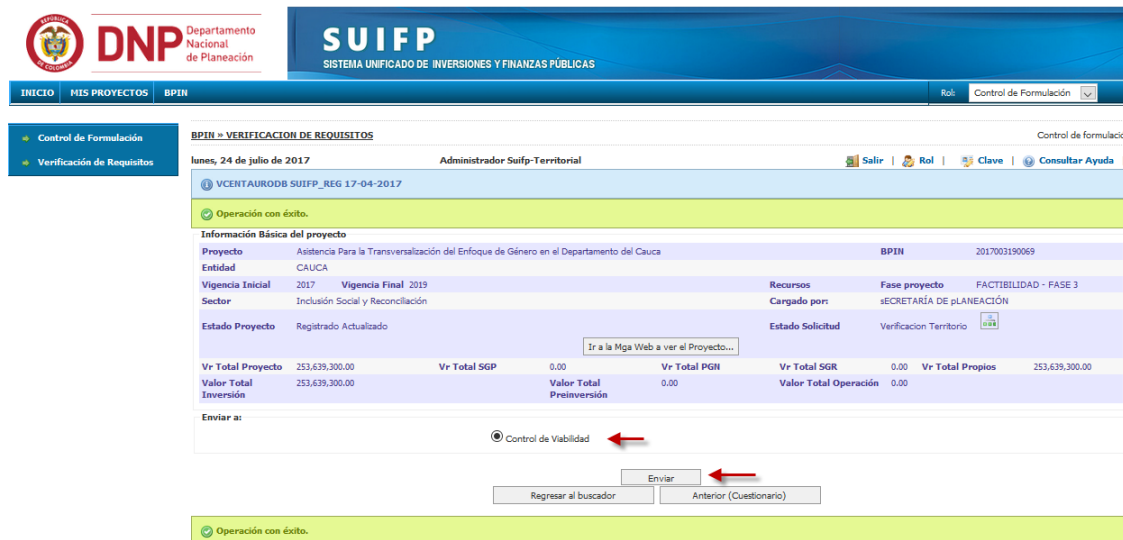 REPÚBLICA
DE COLOMBIA
DNP
Departamento
Nacional
de Planeación
SUIFP
SISTEMA UNIFICADO DE INVERSIONES Y FINANZAS PÚBLICAS
INICIO MIS PROYECTOS BPIN Rol: Control de Formulación
Control de Formulación
Verificación de Requisitos
BPIN » VERIFICACION DE REQUISITOS Control de formulacio
lunes, 24 de julio de 2017 Administrador Suifp-Territorial Salir | Rol | Clave | Consultar Ayuda
VCENTAURODB SUIFP_REG 17-04-2017
Operación con éxito.
Información Básica del proyecto
Proyecto Asistencia Para la Transversalización del Enfoque de Género en el Departamento del Cauca BPIN 2017003190069
Entidad CAUCA
Vigencia Inicial 2017 Vigencia Final 2019 Recursos Fase proyecto FACTIBILIDAD - FASE 3
Sector Inclusión Social y Reconciliación Cargado por: sECRETARÍA DE pLANEACIÓN
Estado Proyecto Registrado Actualizado Estado Solicitud Verificacion Territorio
Ir a la Mga Web a ver el Proyecto...
Vr Total Proyecto 253,639,300.00 Vr Total SGP 0.00 Vr Total PGN 0.00 Vr Total SGR 0.00 Vr Total Propios 253,639,300.00
Valor Total Inversión 253,639,300.00 Valor Total Preinversión 0.00 Valor Total Operación 0.00
Enviar a:
Control de Viabilidad
Enviar
Regresar al buscador Anterior (Cuestionario)
Operación con éxito.